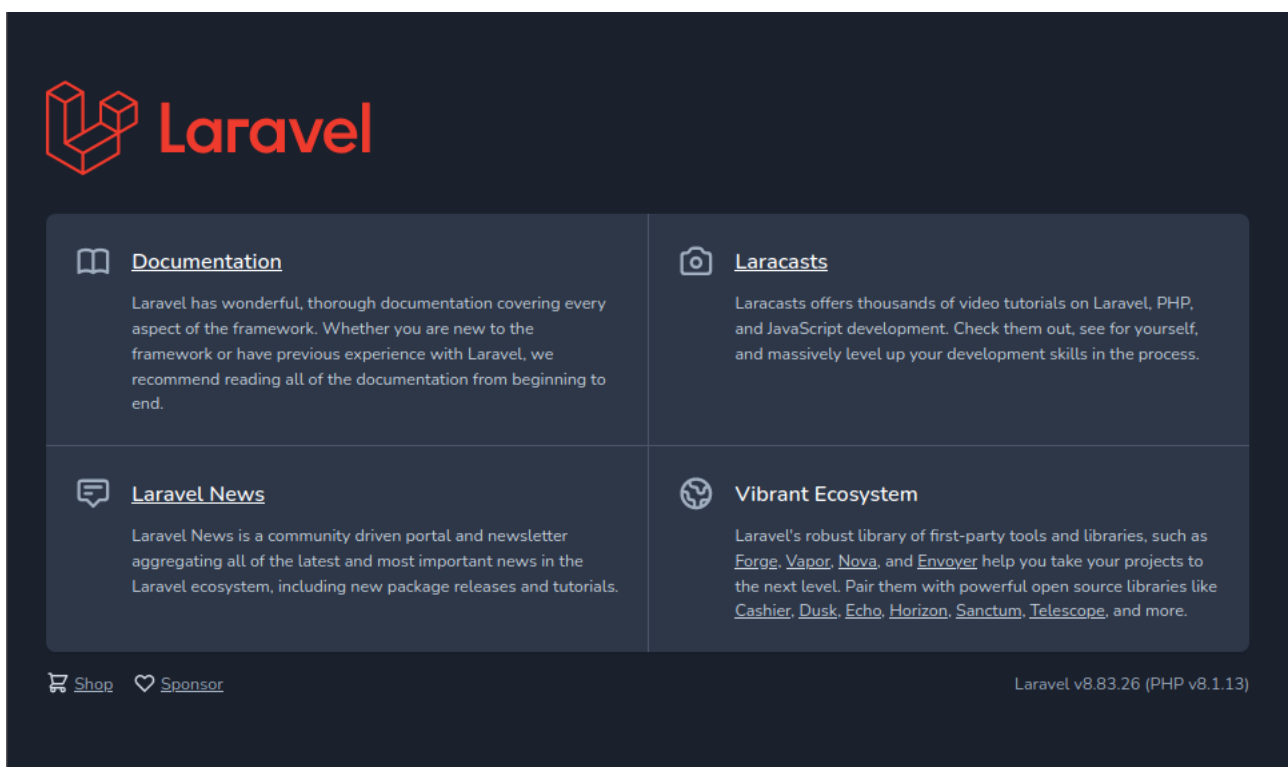 Laravel
Documentation
Laravel has wonderful, thorough documentation covering every
aspect of the framework. Whether you are new to the
framework or have previous experience with Laravel, we
recommend reading all of the documentation from beginning to
end.
Laracasts
Laracasts offers thousands of video tutorials on Laravel, PHP,
and JavaScript development. Check them out, see for yourself,
and massively level up your development skills in the process.
Laravel News
Laravel News is a community driven portal and newsletter
aggregating all of the latest and most important news in the
Laravel ecosystem, including new package releases and tutorials.
Vibrant Ecosystem
Laravel's robust library of first-party tools and libraries, such as
Forge, Vapor, Nova, and Envoyer help you take your projects to
the next level. Pair them with powerful open source libraries like
Cashier, Dusk, Echo, Horizon, Sanctum, Telescope, and more.
Shop
Sponsor
Laravel v8.83.26 (PHP v8.1.13)